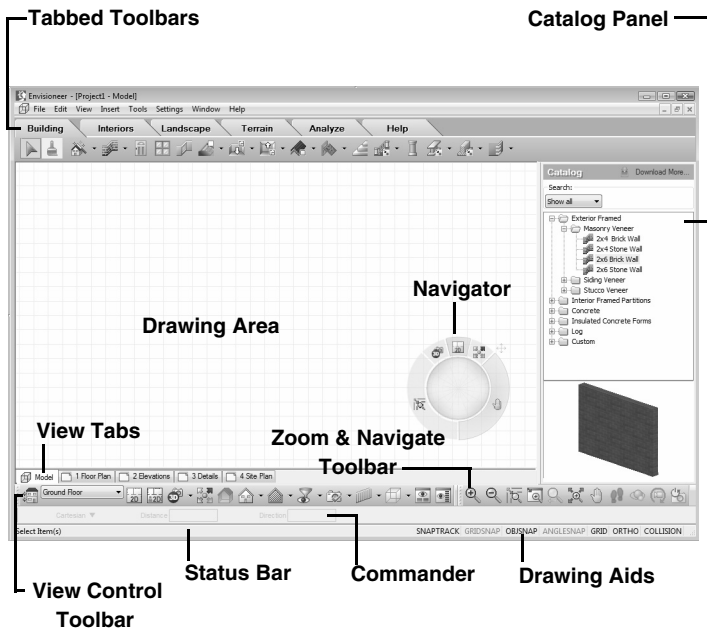 Tabbed Toolbars
Catalog Panel
Envisioneer - [Project1 - Model]
File Edit View Insert Tools Settings Window Help
Building Interiors Landscape Terrain Analyze Help
Catalog Download More...
Search:
Show all
Exterior Framed
Masonry Veneer
2x4 Brick Wall
2x4 Stone Wall
2x6 Brick Wall
2x6 Stone Wall
Siding Veneer
Stucco Veneer
Interior Framed Partitions
Concrete
Insulated Concrete Forms
Log
Custom
Navigator
Drawing Area
3D 2D
View Tabs
Zoom & Navigate
Toolbar
Model 1 Floor Plan 2 Elevations 3 Details 4 Site Plan
Ground Floor 2D 2D 3D
Cartesian Distance Direction
Select Item(s) SNAPTRACK GRIDSNAP OBJSNAP ANGLESNAP GRID ORTHO COLLISION
Status Bar
Commander
Drawing Aids
View Control
Toolbar